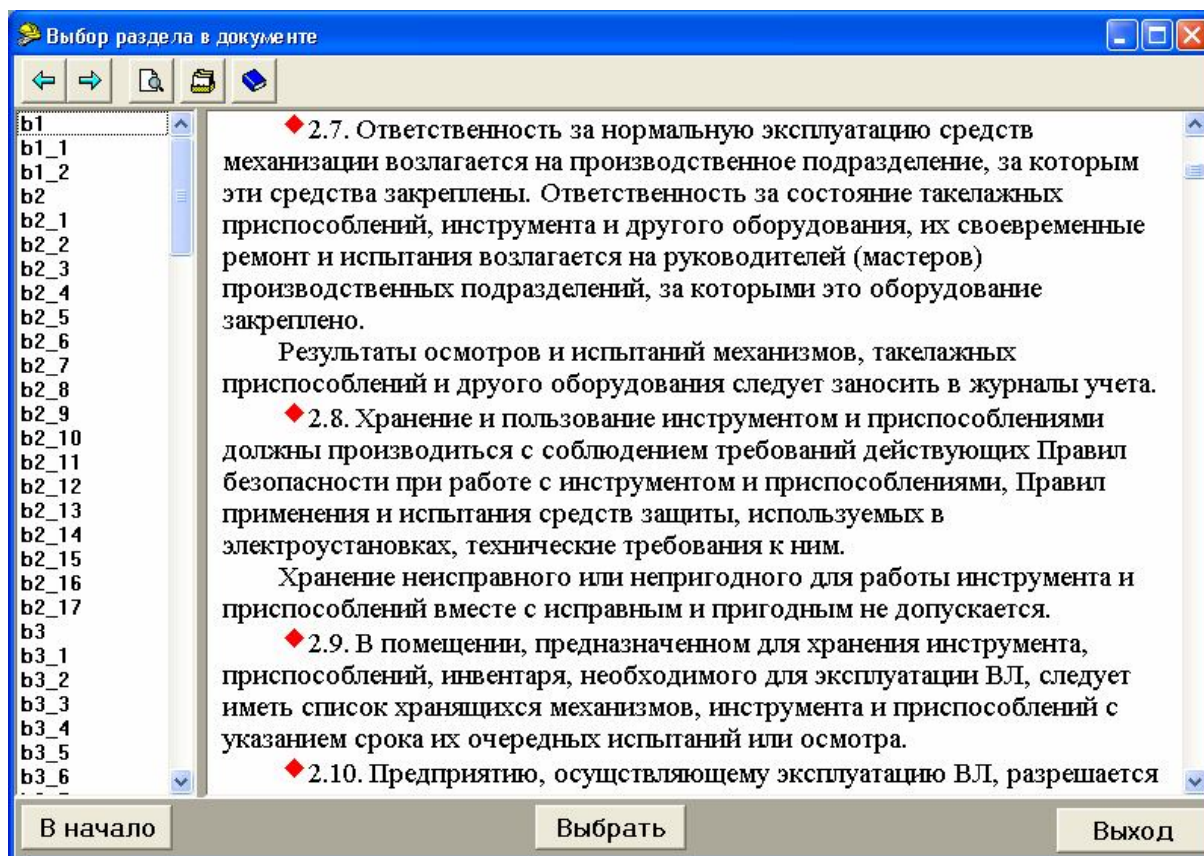 Выбор раздела в документе
b1
b1_1
b1_2
b2
b2_1
b2_2
b2_3
b2_4
b2_5
b2_6
b2_7
b2_8
b2_9
b2_10
b2_11
b2_12
b2_13
b2_14
b2_15
b2_16
b2_17
b3
b3_1
b3_2
b3_3
b3_4
b3_5
b3_6
2.7. Ответственность за нормальную эксплуатацию средств
механизации возлагается на производственное подразделение, за которым
эти средства закреплены. Ответственность за состояние такелажных
приспособлений, инструмента и другого оборудования, их своевременные
ремонт и испытания возлагается на руководителей (мастеров)
производственных подразделений, за которыми это оборудование
закреплено.
Результаты осмотров и испытаний механизмов, такелажных
приспособлений и друого оборудования следует заносить в журналы учета.
2.8. Хранение и пользование инструментом и приспособлениями
должны производиться с соблюдением требований действующих Правил
безопасности при работе с инструментом и приспособлениями, Правил
применения и испытания средств защиты, используемых в
электроустановках, технические требования к ним.
Хранение неисправного или непригодного для работы инструмента и
приспособлений вместе с исправным и пригодным не допускается.
2.9. В помещении, предназначенном для хранения инструмента,
приспособлений, инвентаря, необходимого для эксплуатации ВЛ, следует
иметь список хранящихся механизмов, инструмента и приспособлений с
указанием срока их очередных испытаний или осмотра.
2.10. Предприятию, осущствляющему эксплуатацию ВЛ, разрешается
В начало
Выбрать
Выход